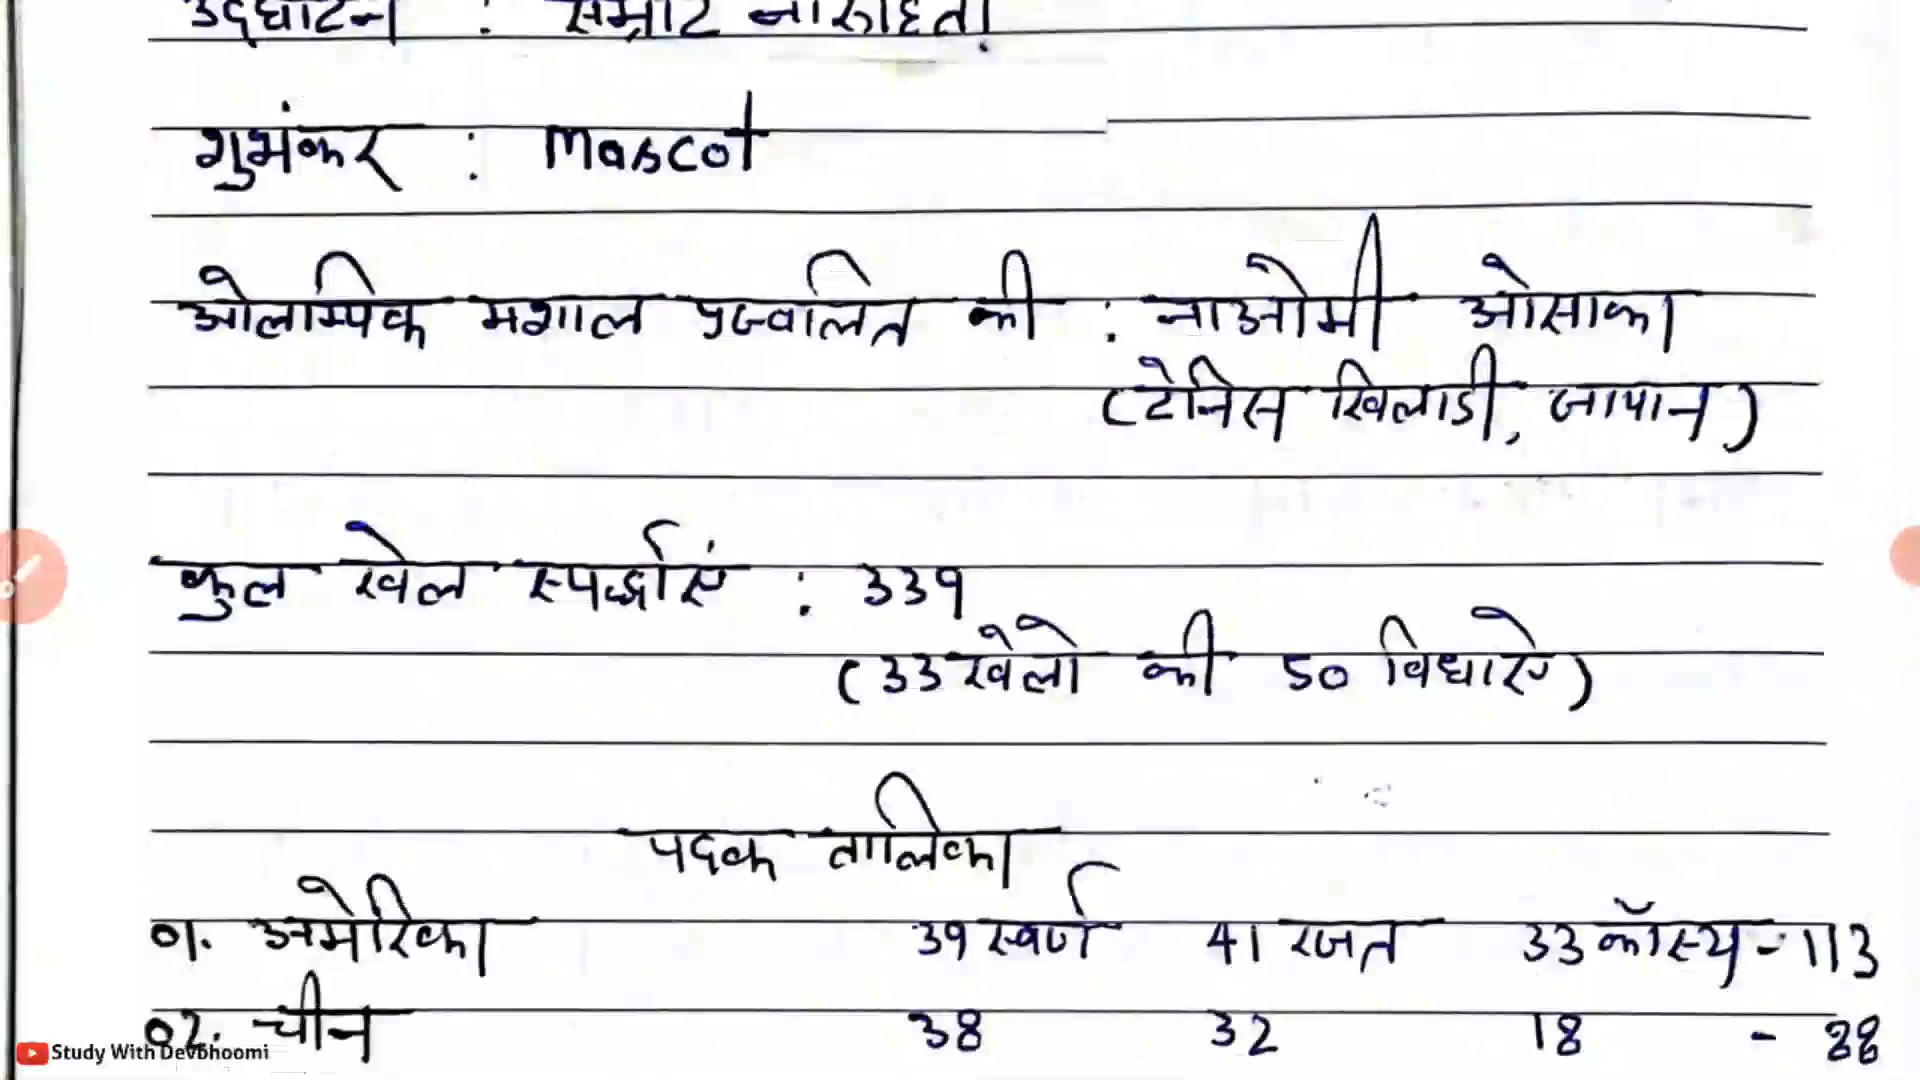 उद्घाटन : सम्राट नारुहितो
शुभंकर : Mascot
ओलम्पिक मशाल प्रज्वलित की : नाओमी ओसाका
(टेनिस खिलाडी, जापान)
कुल खेल स्पर्द्धाएं : 339
(33 खेलो की 50 विधाएं)
पदक तालिका
01. अमेरिका 39 स्वर्ण 41 रजत 33 कॉस्य - 113
02. चीन 38 32 18 - 88
Study With Devbhoomi